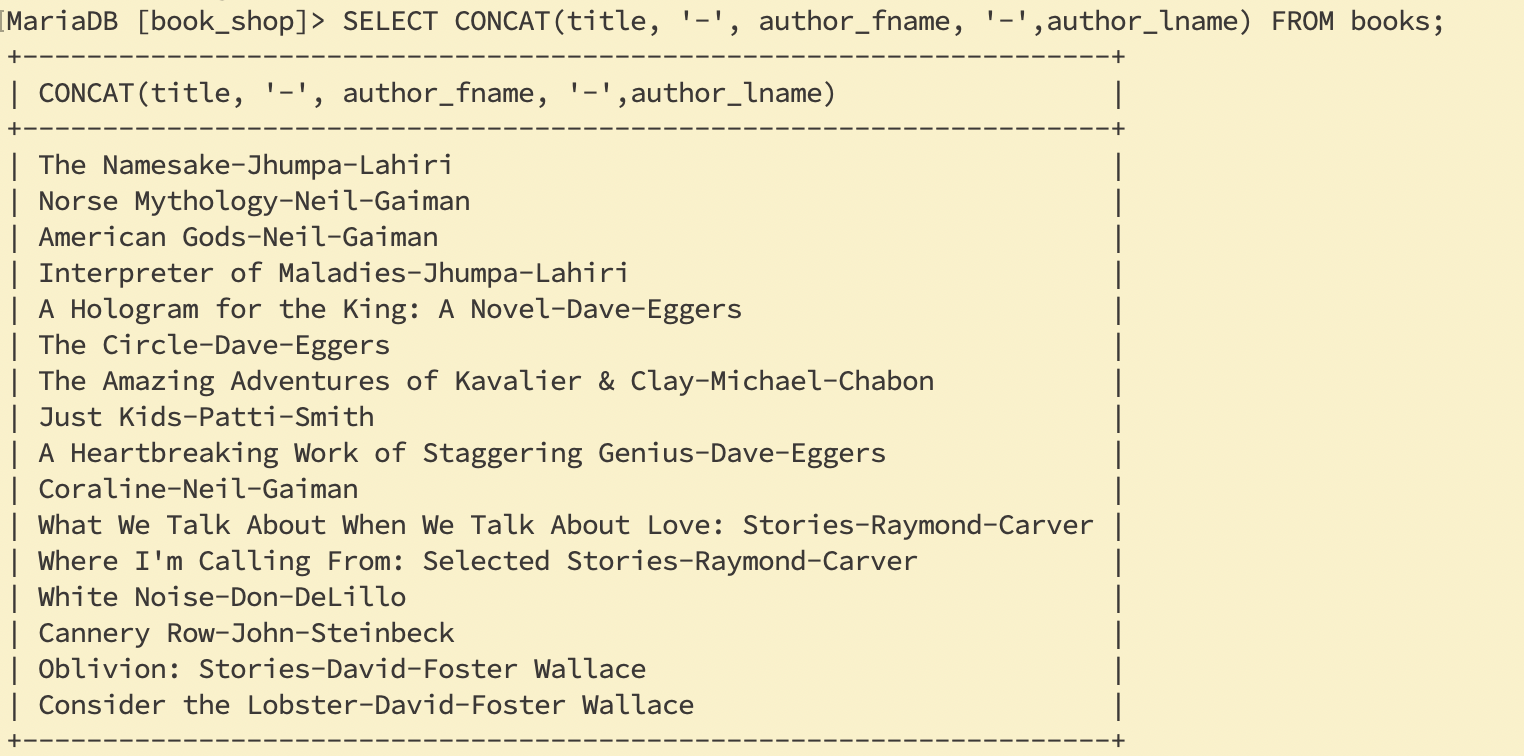 [MariaDB [book_shop]> SELECT CONCAT(title, '-', author_fname, '-',author_lname) FROM books;
+--------------------------------------------------------------------+
| CONCAT(title, '-', author_fname, '-',author_lname)                 |
+--------------------------------------------------------------------+
| The Namesake-Jhumpa-Lahiri                                         |
| Norse Mythology-Neil-Gaiman                                        |
| American Gods-Neil-Gaiman                                          |
| Interpreter of Maladies-Jhumpa-Lahiri                              |
| A Hologram for the King: A Novel-Dave-Eggers                       |
| The Circle-Dave-Eggers                                             |
| The Amazing Adventures of Kavalier & Clay-Michael-Chabon           |
| Just Kids-Patti-Smith                                              |
| A Heartbreaking Work of Staggering Genius-Dave-Eggers              |
| Coraline-Neil-Gaiman                                               |
| What We Talk About When We Talk About Love: Stories-Raymond-Carver |
| Where I'm Calling From: Selected Stories-Raymond-Carver            |
| White Noise-Don-DeLillo                                            |
| Cannery Row-John-Steinbeck                                         |
| Oblivion: Stories-David-Foster Wallace                             |
| Consider the Lobster-David-Foster Wallace                          |
+--------------------------------------------------------------------+